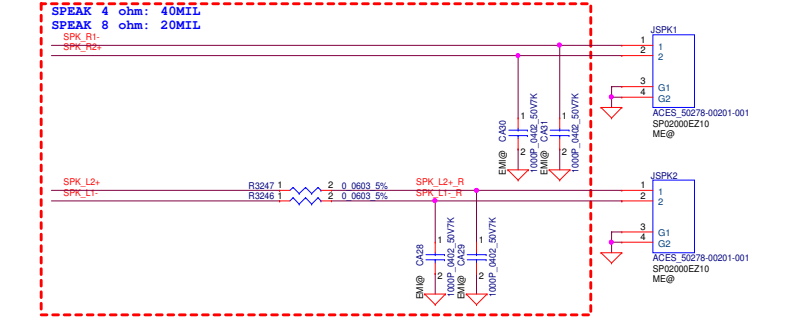 SPEAK 4 ohm: 40MIL
SPEAK 8 ohm: 20MIL
SPK_R1-
SPK_R2+
JSPK1
1 1
2 2
3 G1
4 G2
ACES_50278-00201-001
SP02000EZ10
ME@
1 2
EMI@ CA30
1000P_0402_50V7K
1 2
EMI@ CA31
1000P_0402_50V7K
SPK_L2+ R3247 1 2 0_0603_5% SPK_L2+_R
SPK_L1- R3246 1 2 0_0603_5% SPK_L1-_R
JSPK2
1 1
2 2
3 G1
4 G2
ACES_50278-00201-001
SP02000EZ10
ME@
1 2
EMI@ CA28
1000P_0402_50V7K
1 2
EMI@ CA29
1000P_0402_50V7K